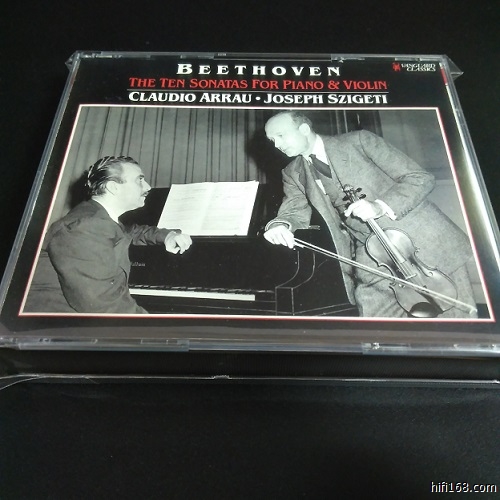 BEETHOVEN
THE TEN SONATAS FOR PIANO & VIOLIN
CLAUDIO ARRAU • JOSEPH SZIGETI
VANGUARD
CLASSICS
hifi168.com